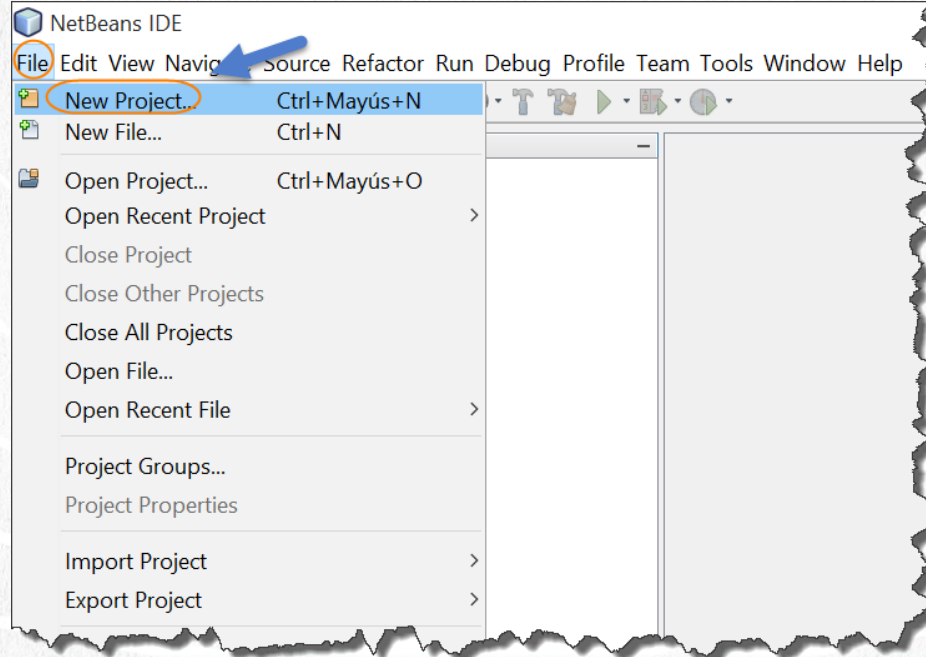 NetBeans IDE
File Edit View Navig Source Refactor Run Debug Profile Team Tools Window Help
New Project... Ctrl+Mayús+N
New File... Ctrl+N
Open Project... Ctrl+Mayús+O
Open Recent Project
Close Project
Close Other Projects
Close All Projects
Open File...
Open Recent File
Project Groups...
Project Properties
Import Project
Export Project